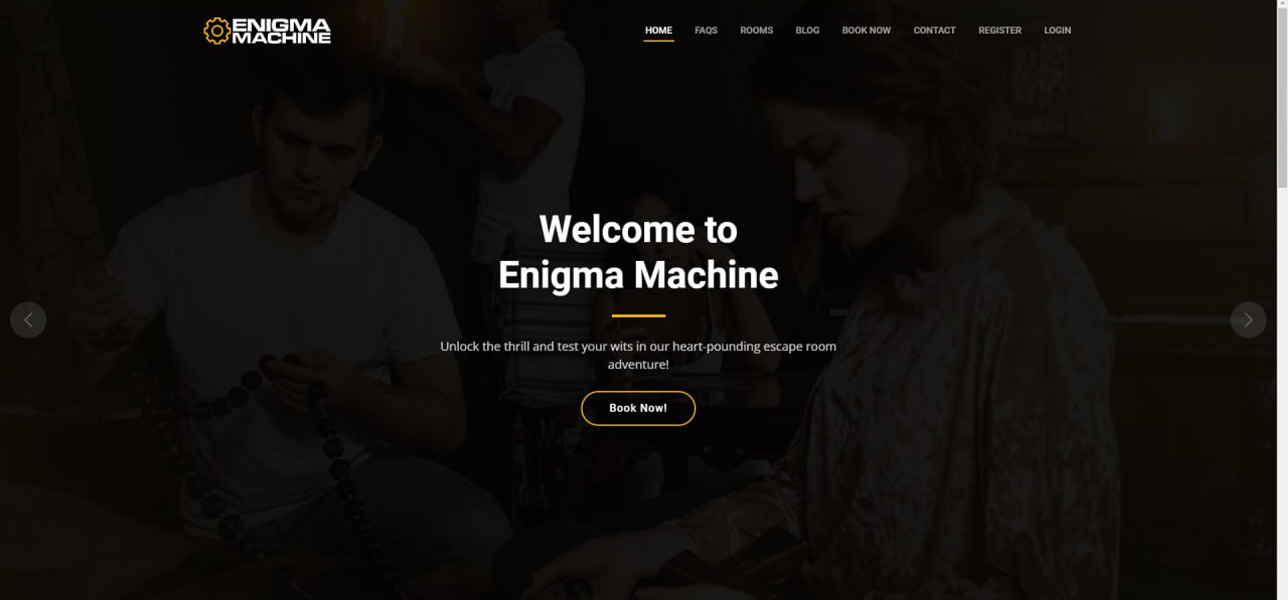 ENIGMA
MACHINE
HOME FAQS ROOMS BLOG BOOK NOW CONTACT REGISTER LOGIN
Welcome to
Enigma Machine
Unlock the thrill and test your wits in our heart-pounding escape room
adventure!
Book Now!